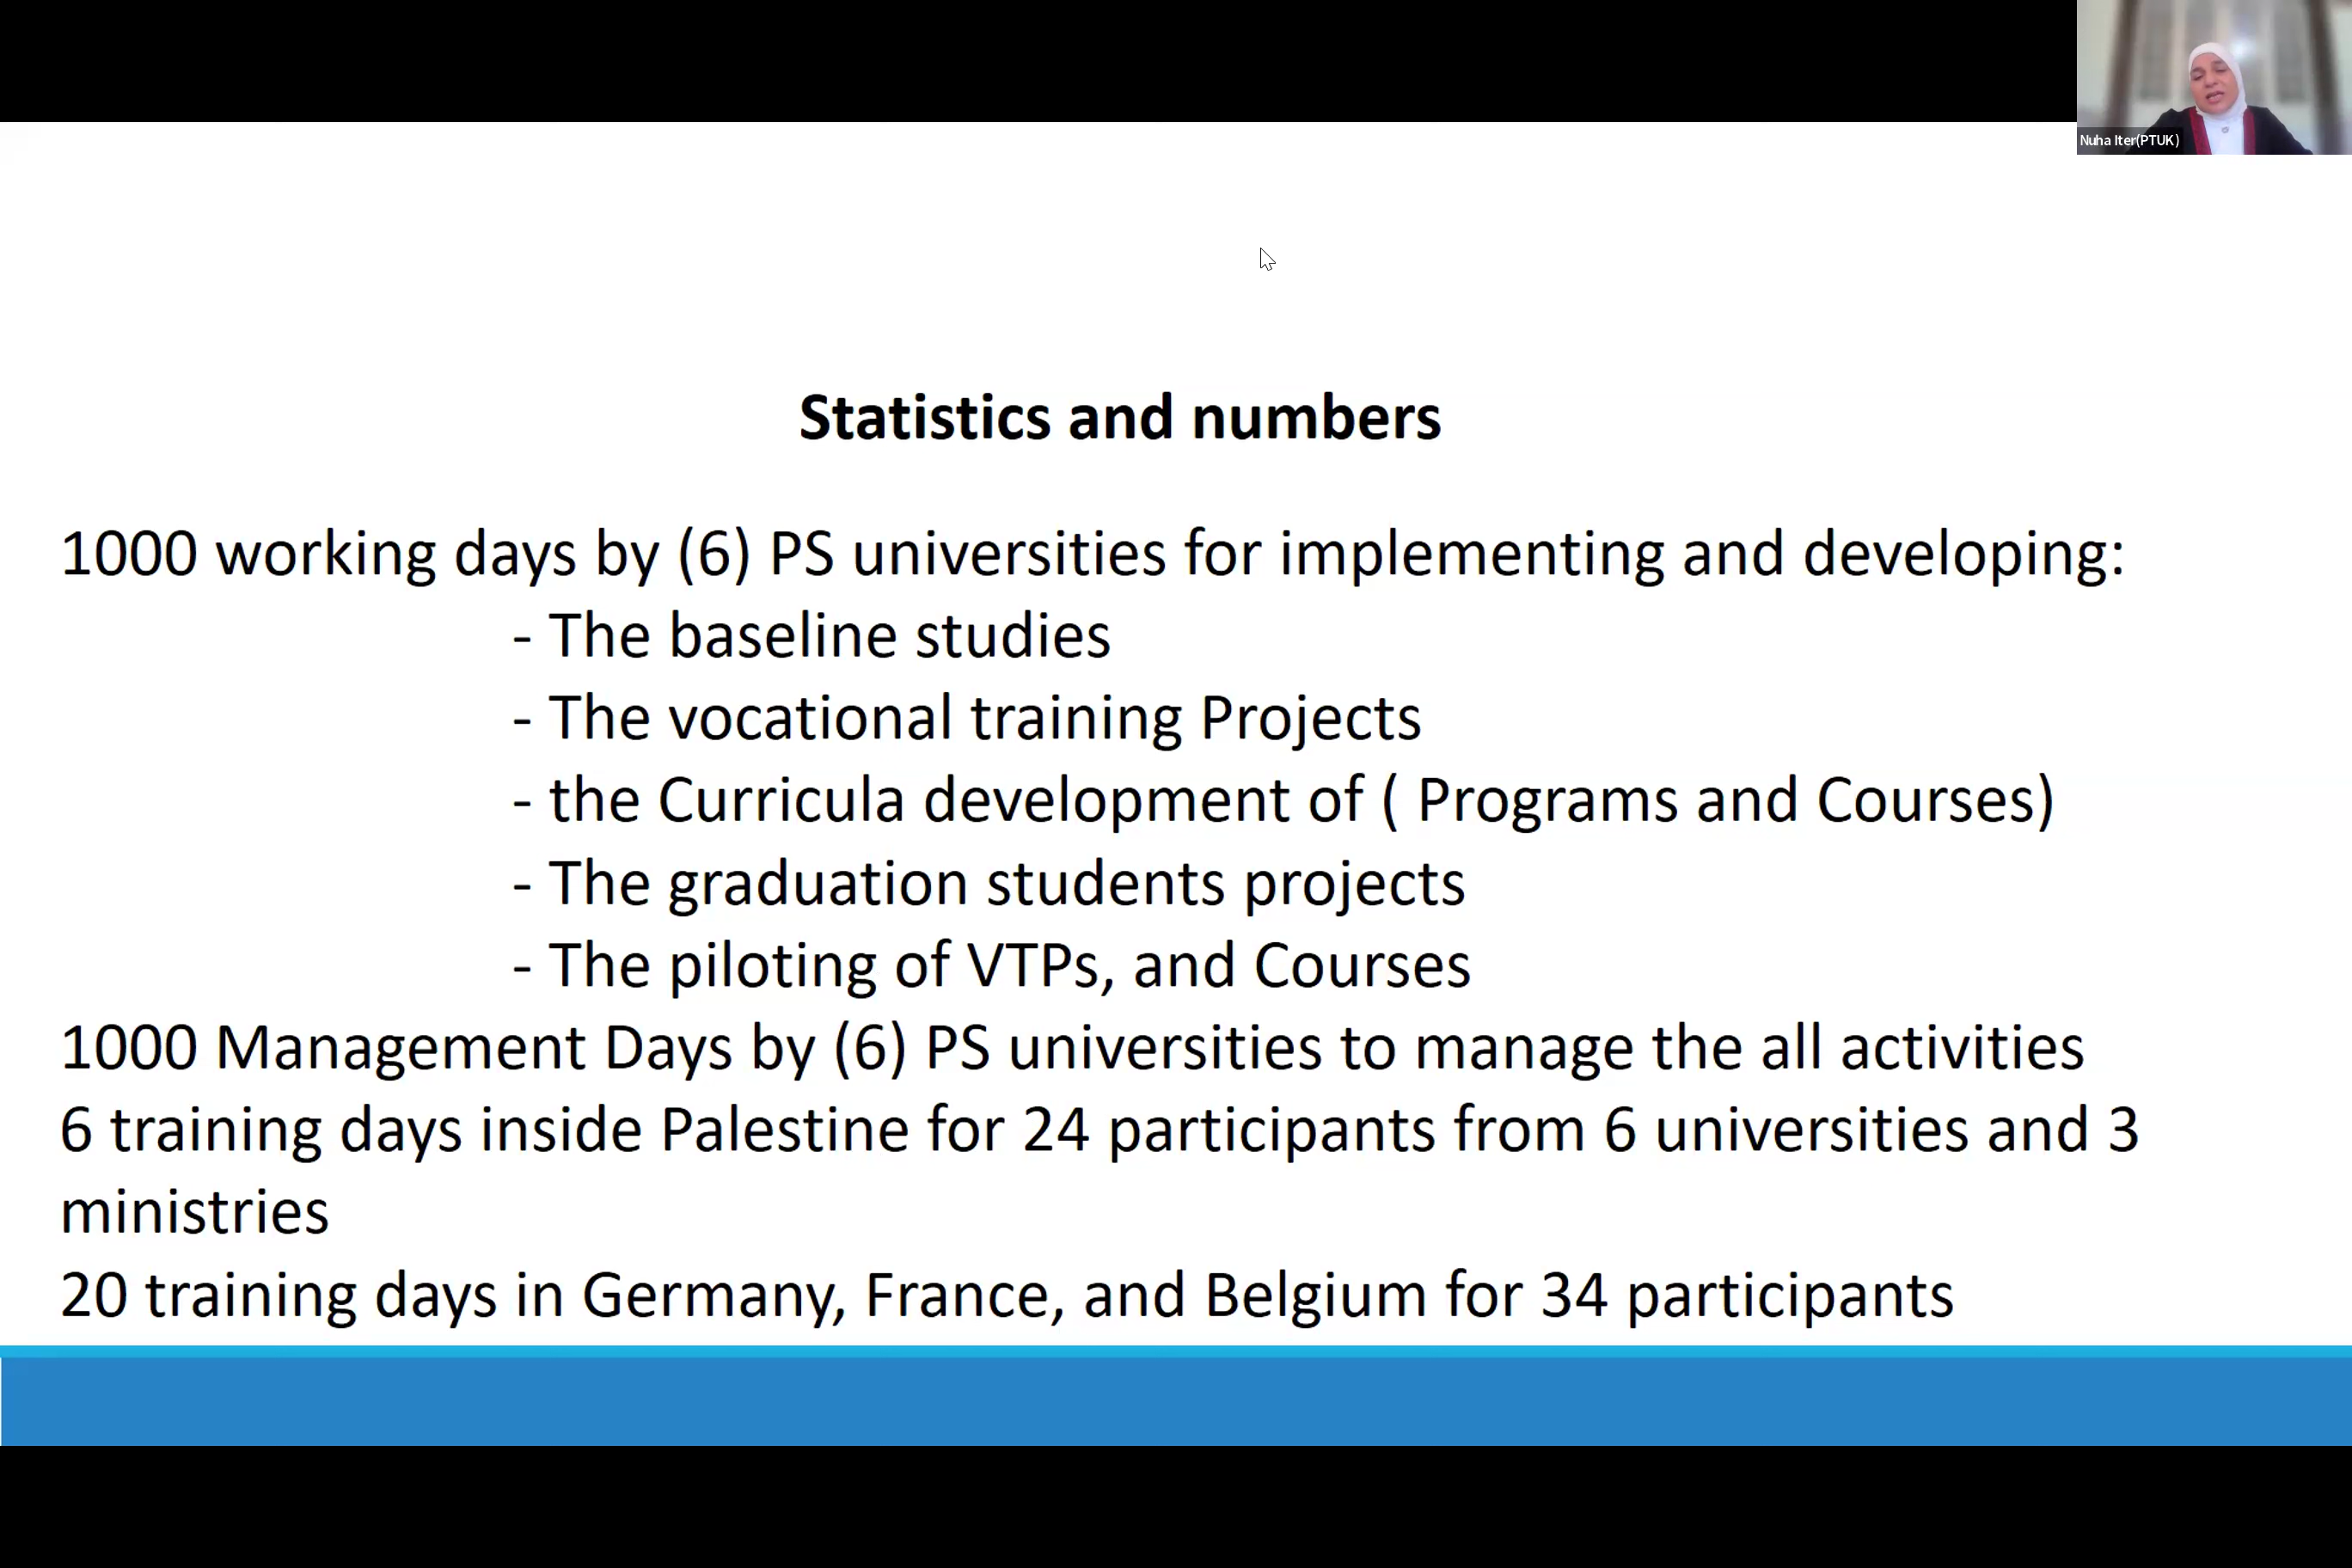 Nuha Iter(PTUK)
Statistics and numbers
1000 working days by (6) PS universities for implementing and developing:
- The baseline studies
- The vocational training Projects
- the Curricula development of ( Programs and Courses)
- The graduation students projects
- The piloting of VTPs, and Courses
1000 Management Days by (6) PS universities to manage the all activities
6 training days inside Palestine for 24 participants from 6 universities and 3
ministries
20 training days in Germany, France, and Belgium for 34 participants